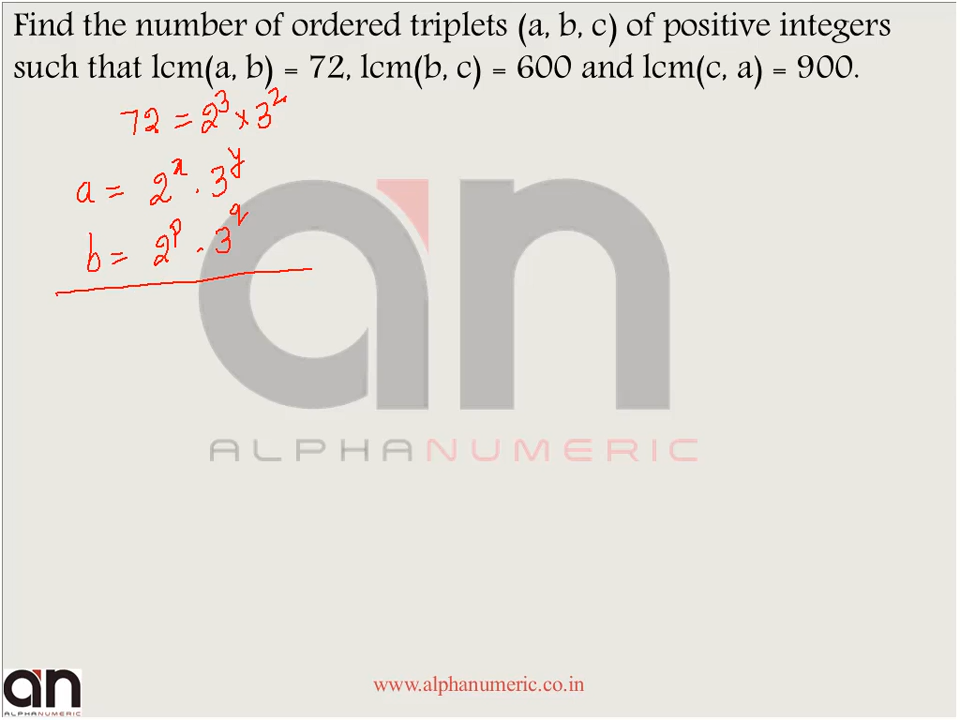 Find the number of ordered triplets (a, b, c) of positive integers
such that lcm(a, b) = 72, lcm(b, c) = 600 and lcm(c, a) = 900.
72 = 2³ × 3²
a = 2ˣ · 3ʸ
b = 2ᵖ · 3^q
an
ALPHANUMERIC
an
ALPHANUMERIC
www.alphanumeric.co.in